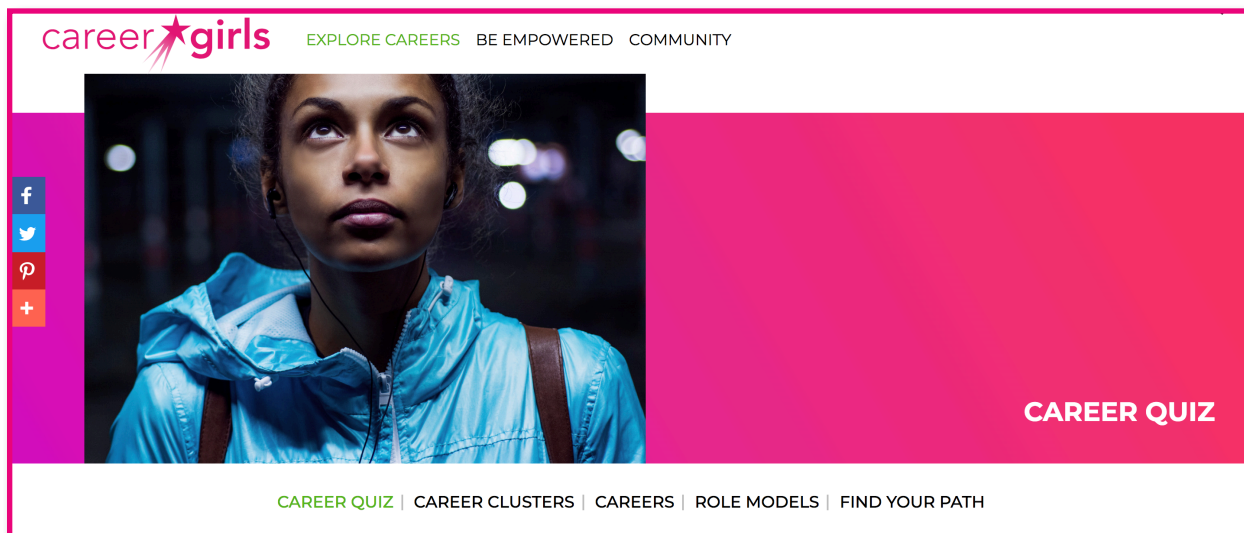 career girls
EXPLORE CAREERS BE EMPOWERED COMMUNITY
CAREER QUIZ
CAREER QUIZ | CAREER CLUSTERS | CAREERS | ROLE MODELS | FIND YOUR PATH